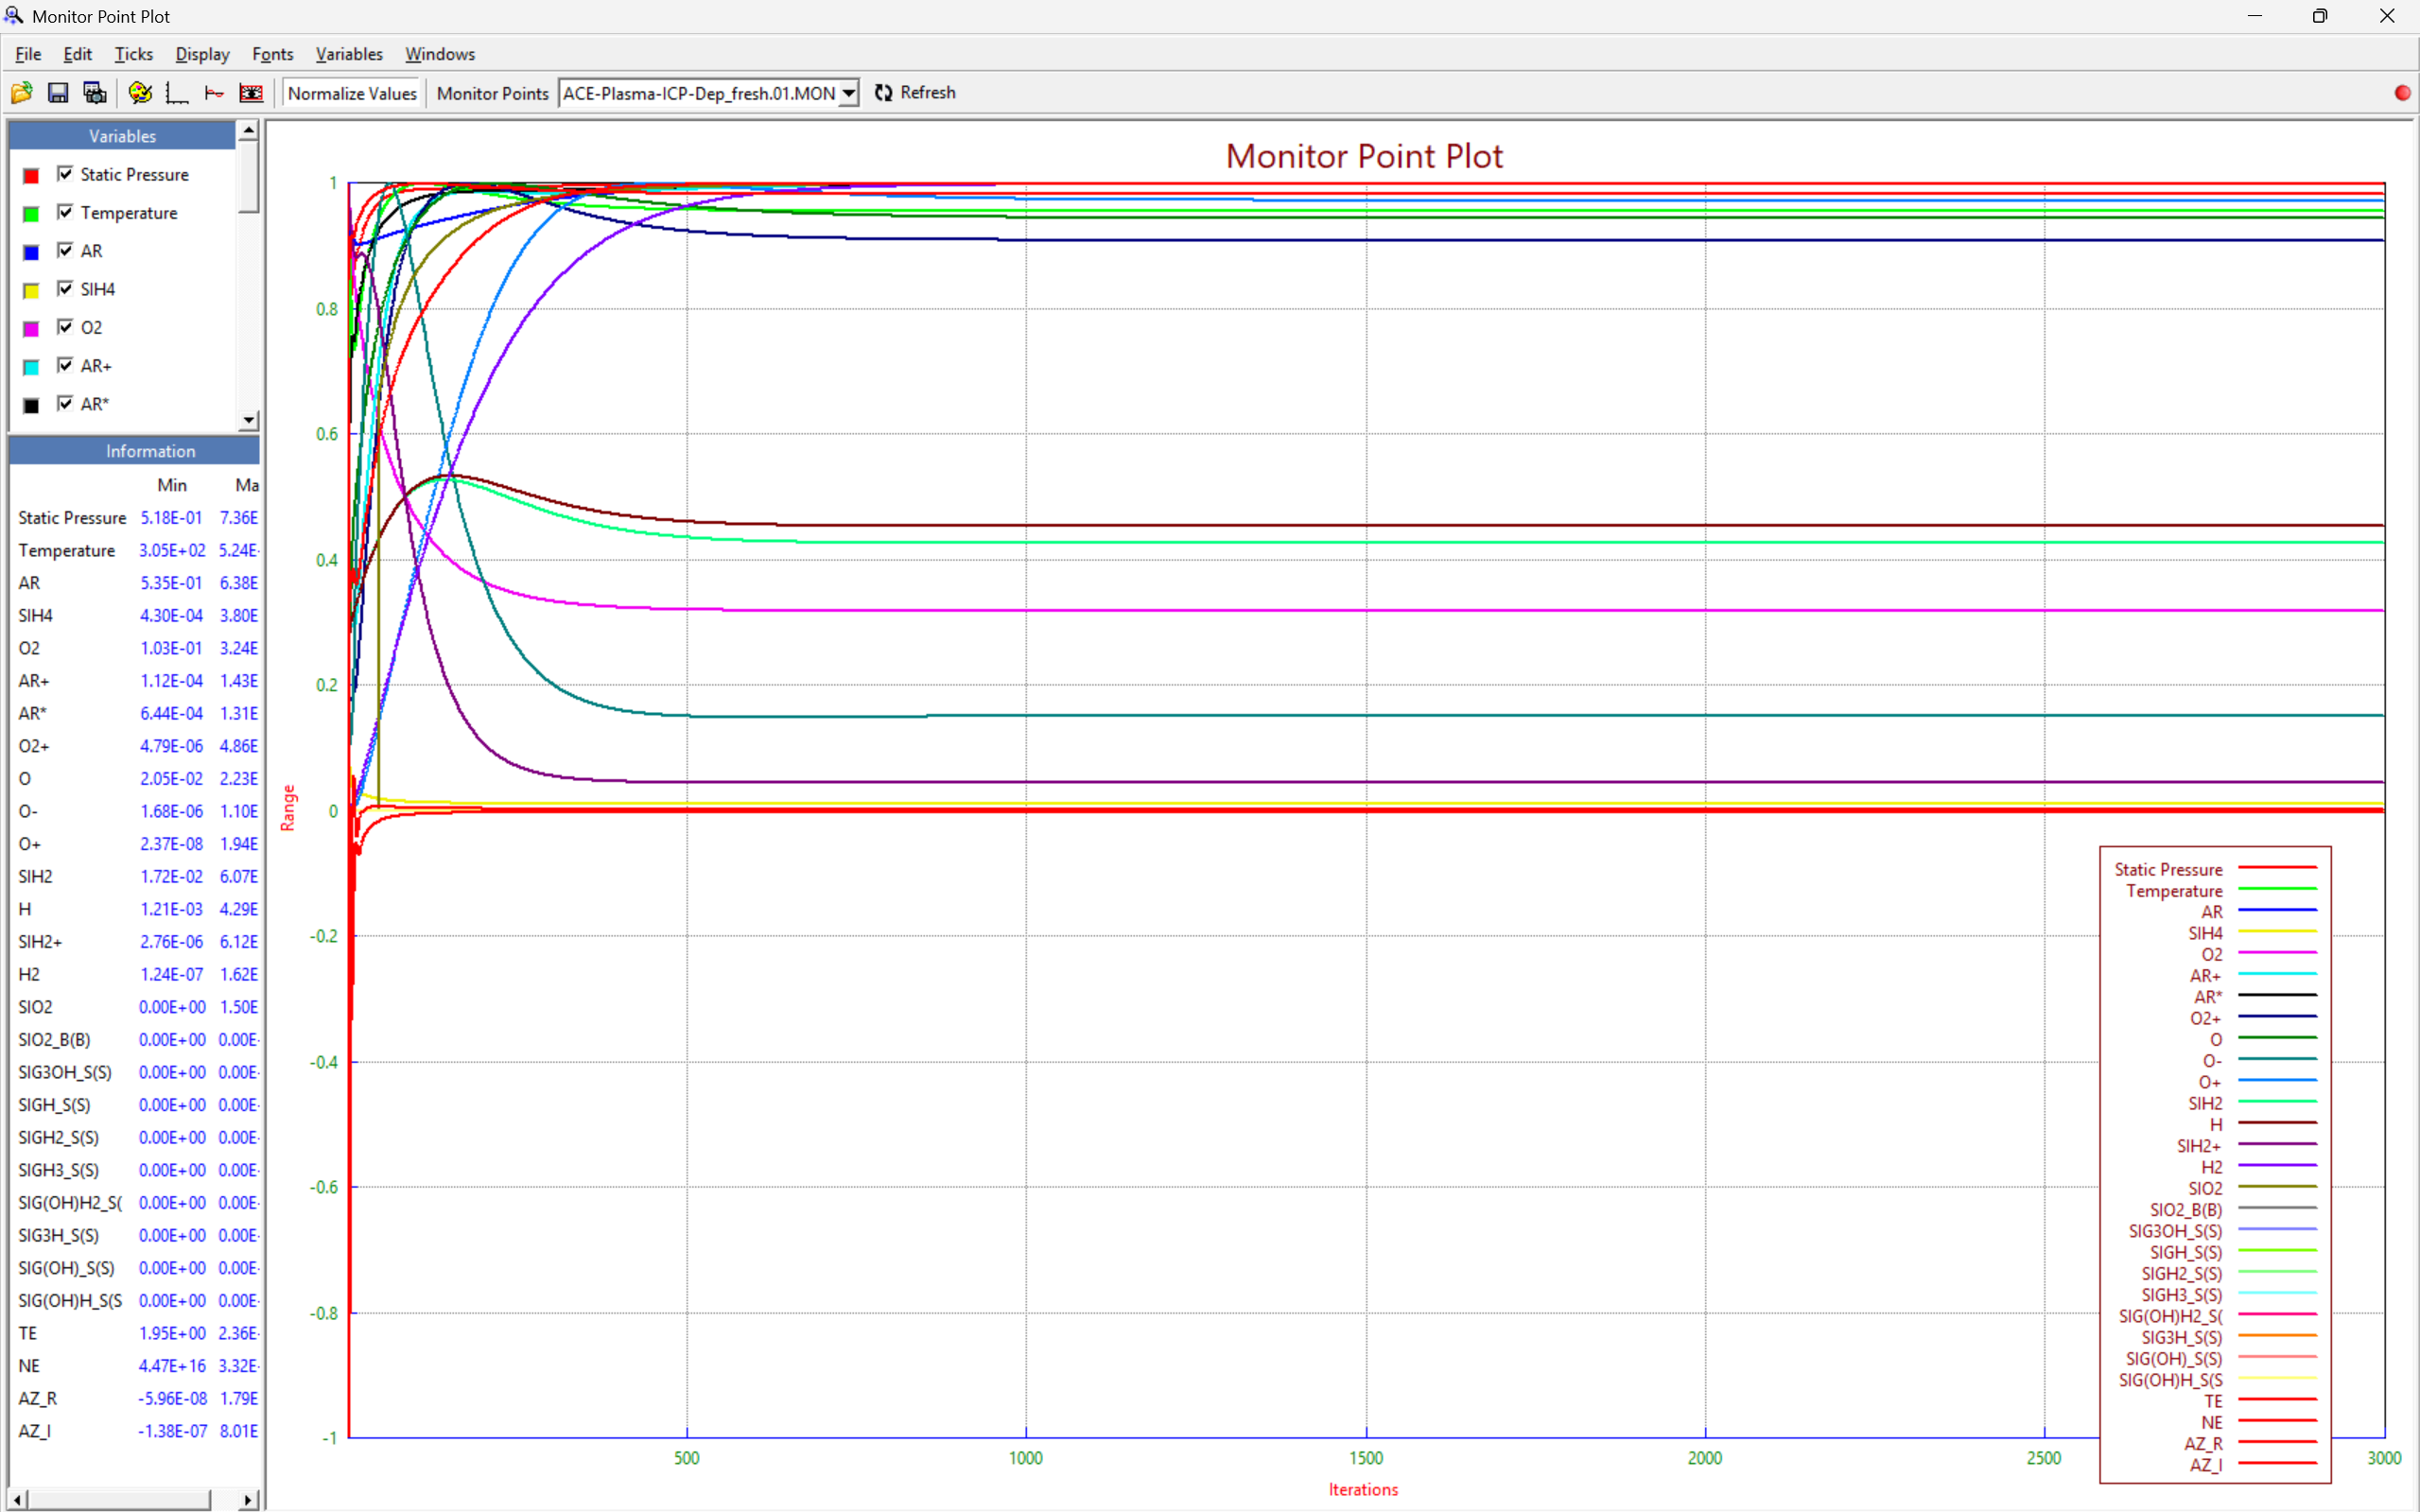 Monitor Point Plot
File Edit Ticks Display Fonts Variables Windows
Normalize Values Monitor Points ACE-Plasma-ICP-Dep_fresh.01.MON Refresh
Variables
Static Pressure
Temperature
AR
SIH4
O2
AR+
AR*
Information
Min Ma
Static Pressure 5.18E-01 7.36E
Temperature 3.05E+02 5.24E-
AR 5.35E-01 6.38E
SIH4 4.30E-04 3.80E
O2 1.03E-01 3.24E
AR+ 1.12E-04 1.43E
AR* 6.44E-04 1.31E
O2+ 4.79E-06 4.86E
O 2.05E-02 2.23E
O- 1.68E-06 1.10E
O+ 2.37E-08 1.94E
SIH2 1.72E-02 6.07E
H 1.21E-03 4.29E
SIH2+ 2.76E-06 6.12E
H2 1.24E-07 1.62E
SIO2 0.00E+00 1.50E
SIO2_B(B) 0.00E+00 0.00E-
SIG3OH_S(S) 0.00E+00 0.00E-
SIGH_S(S) 0.00E+00 0.00E-
SIGH2_S(S) 0.00E+00 0.00E-
SIGH3_S(S) 0.00E+00 0.00E-
SIG(OH)H2_S( 0.00E+00 0.00E-
SIG3H_S(S) 0.00E+00 0.00E-
SIG(OH)_S(S) 0.00E+00 0.00E-
SIG(OH)H_S(S 0.00E+00 0.00E-
TE 1.95E+00 2.36E-
NE 4.47E+16 3.32E-
AZ_R -5.96E-08 1.79E
AZ_I -1.38E-07 8.01E
Monitor Point Plot
1
0.8
0.6
0.4
0.2
0
-0.2
-0.4
-0.6
-0.8
-1
Range
500 1000 1500 2000 2500 3000
Iterations
Static Pressure
Temperature
AR
SIH4
O2
AR+
AR*
O2+
O
O-
O+
SIH2
H
SIH2+
H2
SIO2
SIO2_B(B)
SIG3OH_S(S)
SIGH_S(S)
SIGH2_S(S)
SIGH3_S(S)
SIG(OH)H2_S(
SIG3H_S(S)
SIG(OH)_S(S)
SIG(OH)H_S(S
TE
NE
AZ_R
AZ_I